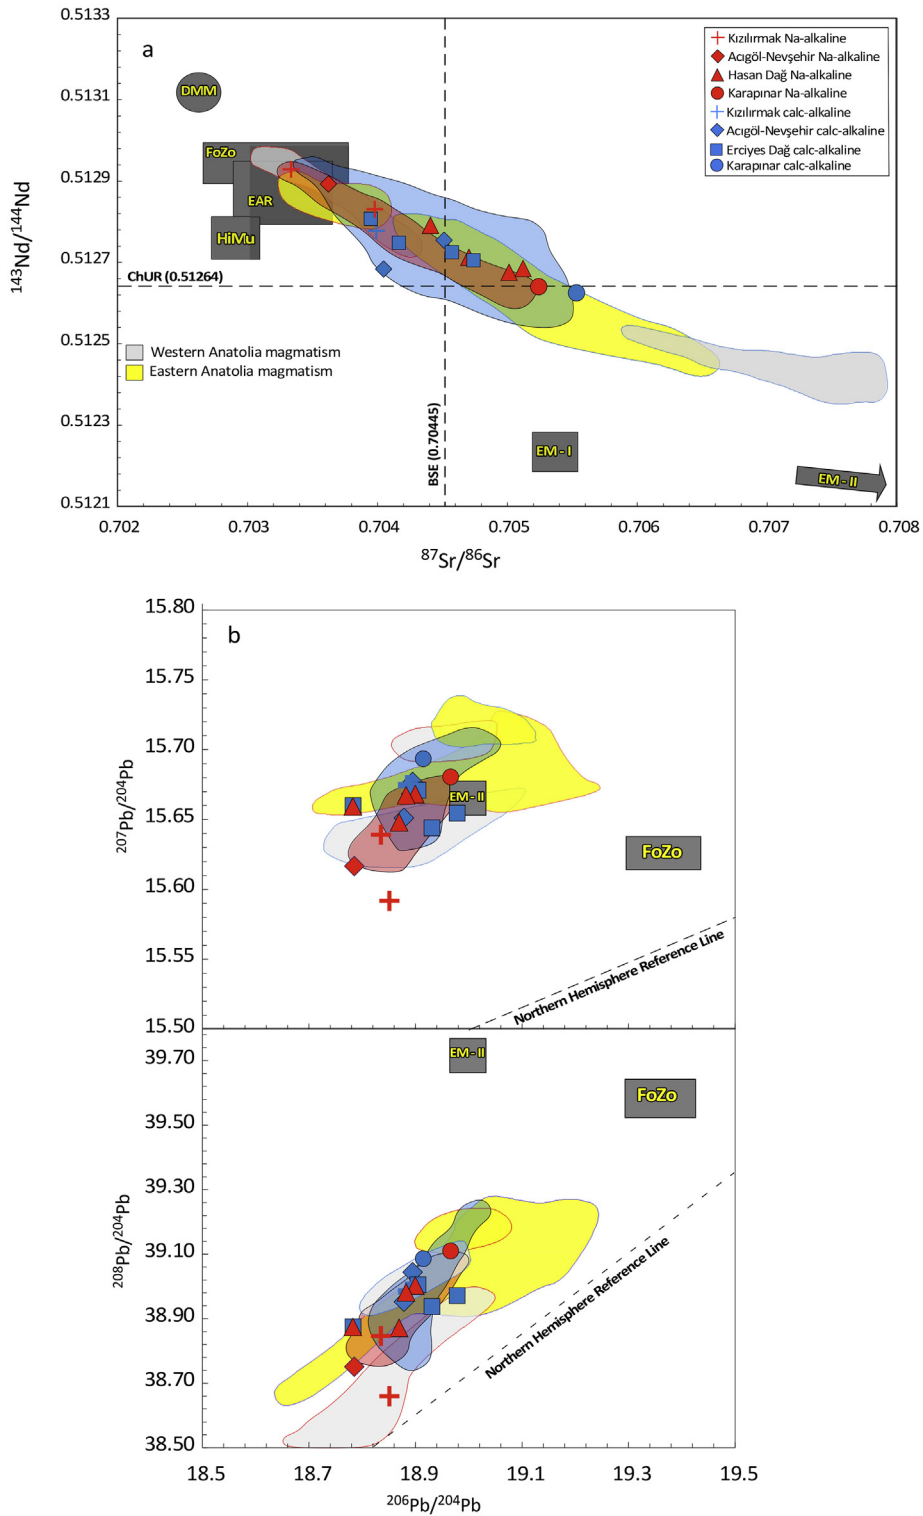 a
0.5133
0.5131
0.5129
0.5127
0.5125
0.5123
0.5121
¹⁴³Nd/¹⁴⁴Nd
DMM
FoZo
EAR
HiMu
ChUR (0.51264)
BSE (0.70445)
EM - I
EM - II
Kızılırmak Na-alkaline
Acıgöl-Nevşehir Na-alkaline
Hasan Dağ Na-alkaline
Karapınar Na-alkaline
Kızılırmak calc-alkaline
Acıgöl-Nevşehir calc-alkaline
Erciyes Dağ calc-alkaline
Karapınar calc-alkaline
Western Anatolia magmatism
Eastern Anatolia magmatism
0.702 0.703 0.704 0.705 0.706 0.707 0.708
⁸⁷Sr/⁸⁶Sr
b
15.80
15.75
15.70
15.65
15.60
15.55
15.50
²⁰⁷Pb/²⁰⁴Pb
EM - II
FoZo
Northern Hemisphere Reference Line
39.70
39.50
39.30
39.10
38.90
38.70
38.50
²⁰⁸Pb/²⁰⁴Pb
EM - II
FoZo
Northern Hemisphere Reference Line
18.5 18.7 18.9 19.1 19.3 19.5
²⁰⁶Pb/²⁰⁴Pb